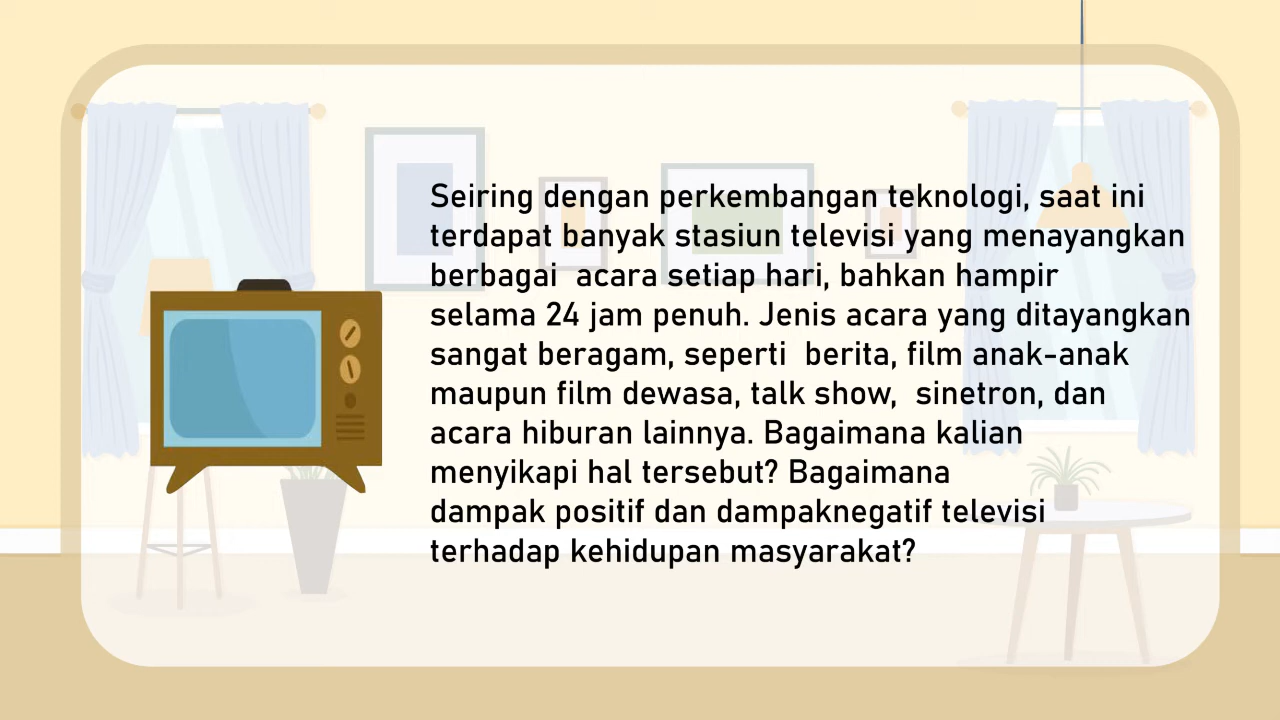 Seiring dengan perkembangan teknologi, saat ini
terdapat banyak stasiun televisi yang menayangkan
berbagai  acara setiap hari, bahkan hampir
selama 24 jam penuh. Jenis acara yang ditayangkan
sangat beragam, seperti  berita, film anak-anak
maupun film dewasa, talk show,  sinetron, dan
acara hiburan lainnya. Bagaimana kalian
menyikapi hal tersebut? Bagaimana
dampak positif dan dampaknegatif televisi
terhadap kehidupan masyarakat?